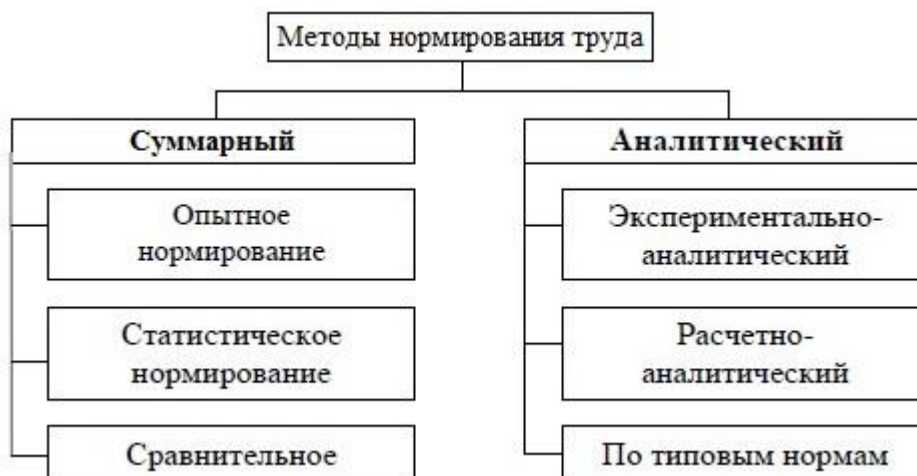 Методы нормирования труда
Суммарный
Опытное
нормирование
Статистическое
нормирование
Сравнительное
Аналитический
Экспериментально-
аналитический
Расчетно-
аналитический
По типовым нормам